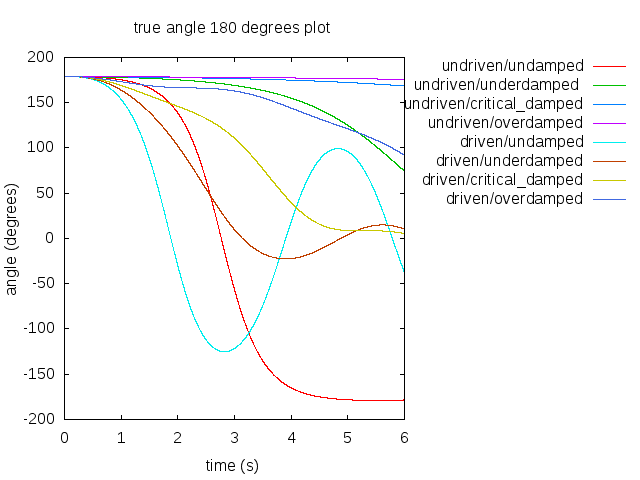 true angle 180 degrees plot
200
150
100
50
0
-50
-100
-150
-200
0 1 2 3 4 5 6
angle (degrees)
time (s)
undriven/undamped
undriven/underdamped
undriven/critical_damped
undriven/overdamped
driven/undamped
driven/underdamped
driven/critical_damped
driven/overdamped